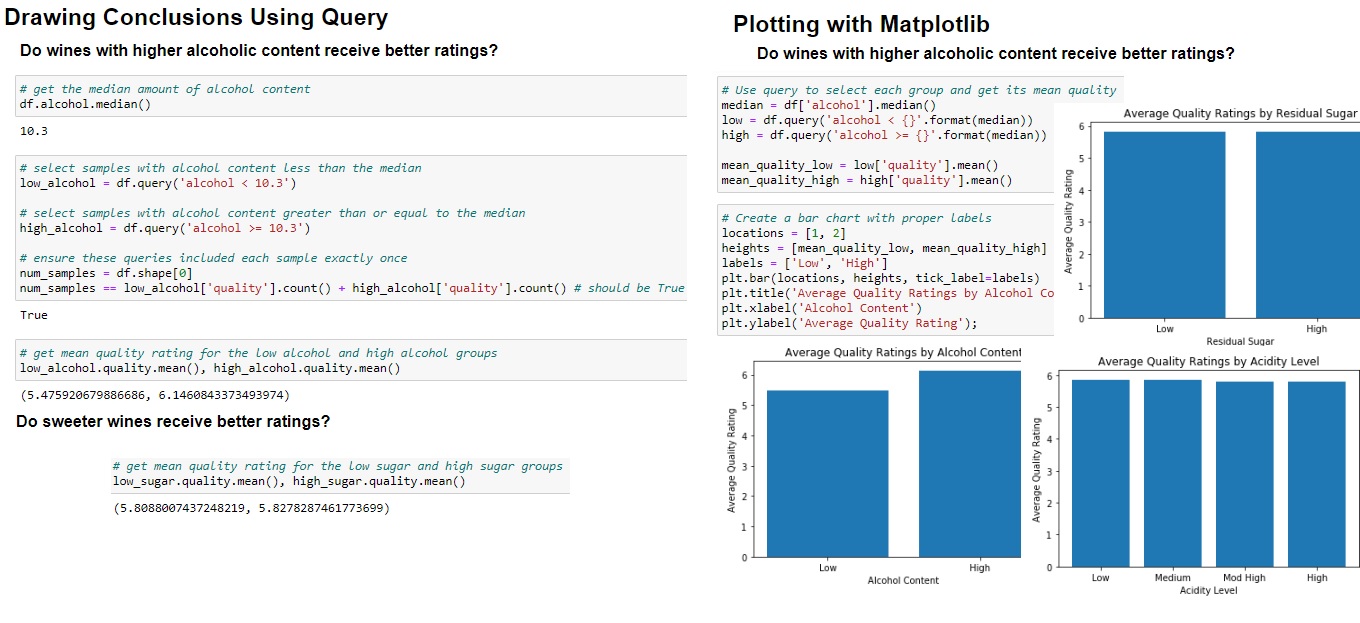 Drawing Conclusions Using Query
Do wines with higher alcoholic content receive better ratings?
# get the median amount of alcohol content
df.alcohol.median()
10.3
# select samples with alcohol content less than the median
low_alcohol = df.query('alcohol < 10.3')
# select samples with alcohol content greater than or equal to the median
high_alcohol = df.query('alcohol >= 10.3')
# ensure these queries included each sample exactly once
num_samples = df.shape[0]
num_samples == low_alcohol['quality'].count() + high_alcohol['quality'].count() # should be True
True
# get mean quality rating for the low alcohol and high alcohol groups
low_alcohol.quality.mean(), high_alcohol.quality.mean()
(5.475920679886686, 6.1460843373493974)
Do sweeter wines receive better ratings?
# get mean quality rating for the low sugar and high sugar groups
low_sugar.quality.mean(), high_sugar.quality.mean()
(5.8088007437248219, 5.8278287461773699)
Plotting with Matplotlib
Do wines with higher alcoholic content receive better ratings?
# Use query to select each group and get its mean quality
median = df['alcohol'].median()
low = df.query('alcohol < {}'.format(median))
high = df.query('alcohol >= {}'.format(median))
mean_quality_low = low['quality'].mean()
mean_quality_high = high['quality'].mean()
# Create a bar chart with proper labels
locations = [1, 2]
heights = [mean_quality_low, mean_quality_high]
labels = ['Low', 'High']
plt.bar(locations, heights, tick_label=labels)
plt.title('Average Quality Ratings by Alcohol Co
plt.xlabel('Alcohol Content')
plt.ylabel('Average Quality Rating');
Average Quality Ratings by Residual Sugar
Average Quality Rating
6
5
4
3
2
1
0
Low High
Residual Sugar
Average Quality Ratings by Alcohol Content
Average Quality Rating
6
5
4
3
2
1
0
Low High
Alcohol Content
Average Quality Ratings by Acidity Level
Average Quality Rating
6
5
4
3
2
1
0
Low Medium Mod High High
Acidity Level